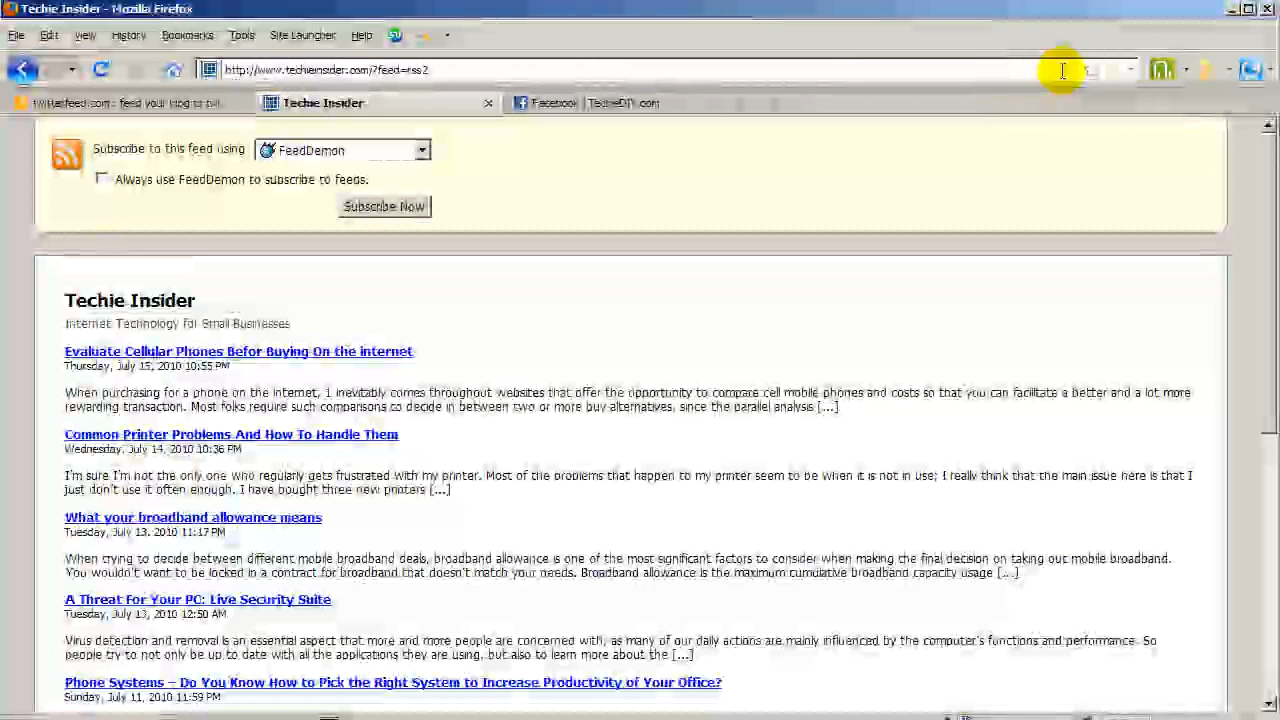 Techie Insider - Mozilla Firefox
File Edit View History Bookmarks Tools Site Launcher Help
http://www.techieinsider.com/?feed=rss2
twitterfeed.com : feed your blog to twi...
Techie Insider
Facebook | TechieDIY.com
Subscribe to this feed using FeedDemon
Always use FeedDemon to subscribe to feeds.
Subscribe Now
Techie Insider
Internet Technology for Small Businesses
Evaluate Cellular Phones Befor Buying On the internet
Thursday, July 15, 2010 10:55 PM
When purchasing for a phone on the internet, 1 inevitably comes throughout websites that offer the opportunity to compare cell mobile phones and costs so that you can facilitate a better and a lot more
rewarding transaction. Most folks require such comparisons to decide in between two or more buy alternatives, since the parallel analysis [...]
Common Printer Problems And How To Handle Them
Wednesday, July 14, 2010 10:36 PM
I'm sure I'm not the only one who regularly gets frustrated with my printer. Most of the problems that happen to my printer seem to be when it is not in use; I really think that the main issue here is that I
just don't use it often enough. I have bought three new printers [...]
What your broadband allowance means
Tuesday, July 13, 2010 11:17 PM
When trying to decide between different mobile broadband deals, broadband allowance is one of the most significant factors to consider when making the final decision on taking out mobile broadband.
You wouldn't want to be locked in a contract for broadband that doesn't match your needs. Broadband allowance is the maximum cumulative broadband capacity usage [...]
A Threat For Your PC: Live Security Suite
Tuesday, July 13, 2010 12:50 AM
Virus detection and removal is an essential aspect that more and more people are concerned with, as many of our daily actions are mainly influenced by the computer's functions and performance. So
people try to not only be up to date with all the applications they are using, but also to learn more about the [...]
Phone Systems – Do You Know How to Pick the Right System to Increase Productivity of Your Office?
Sunday, July 11, 2010 11:59 PM